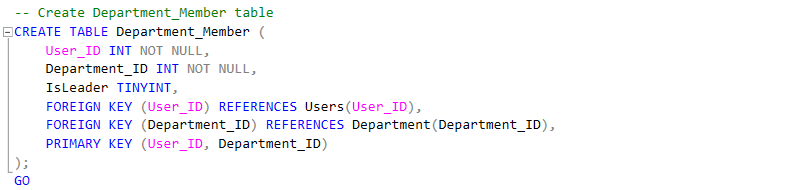 -- Create Department_Member table
CREATE TABLE Department_Member (
    User_ID INT NOT NULL,
    Department_ID INT NOT NULL,
    IsLeader TINYINT,
    FOREIGN KEY (User_ID) REFERENCES Users(User_ID),
    FOREIGN KEY (Department_ID) REFERENCES Department(Department_ID),
    PRIMARY KEY (User_ID, Department_ID)
);
GO